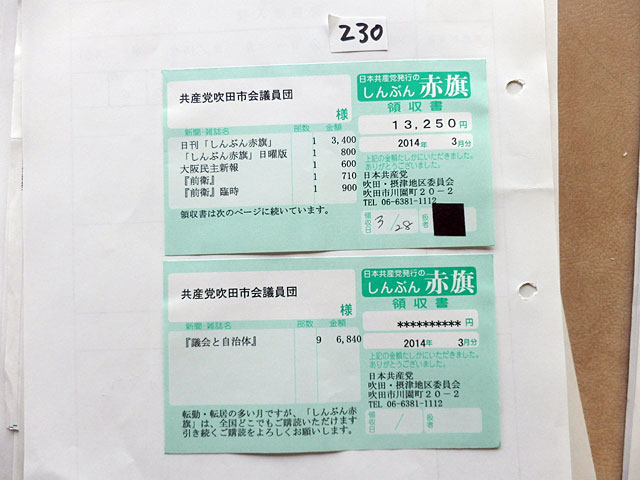 230
共産党吹田市会議員団
様
新聞・雑誌名 部数 金額
日刊「しんぶん赤旗」 1 3,400
「しんぶん赤旗」日曜版 1 800
大阪民主新報 1 600
『前衛』 1 710
『前衛』臨時 1 900
領収書は次のページに続いています。
日本共産党発行の
しんぶん赤旗
領収書
13,250円
2014年 3月分
上記の金額たしかにいただきました。
ありがとうございました。
日本共産党
吹田・摂津地区委員会
吹田市川園町20-2
TEL 06-6381-1112
領収日 3/28 扱者
共産党吹田市会議員団
様
新聞・雑誌名 部数 金額
『議会と自治体』 9 6,840
転勤・転居の多い月ですが、「しんぶん赤
旗」は、全国どこでもご購読いただけます
引き続くご購読をよろしくお願いします。
日本共産党発行の
しんぶん赤旗
領収書
**********円
2014年 3月分
上記の金額たしかにいただきました。
ありがとうございました。
日本共産党
吹田・摂津地区委員会
吹田市川園町20-2
TEL 06-6381-1112
領収日 / 扱者